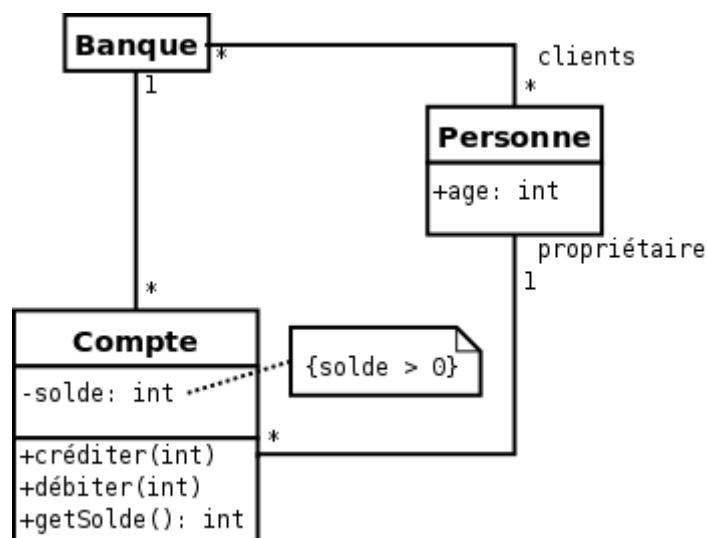 Banque
*
1
clients
*
Personne
+age: int
propriétaire
1
*
Compte
-solde: int
{solde > 0}
*
+créditer(int)
+débiter(int)
+getSolde(): int